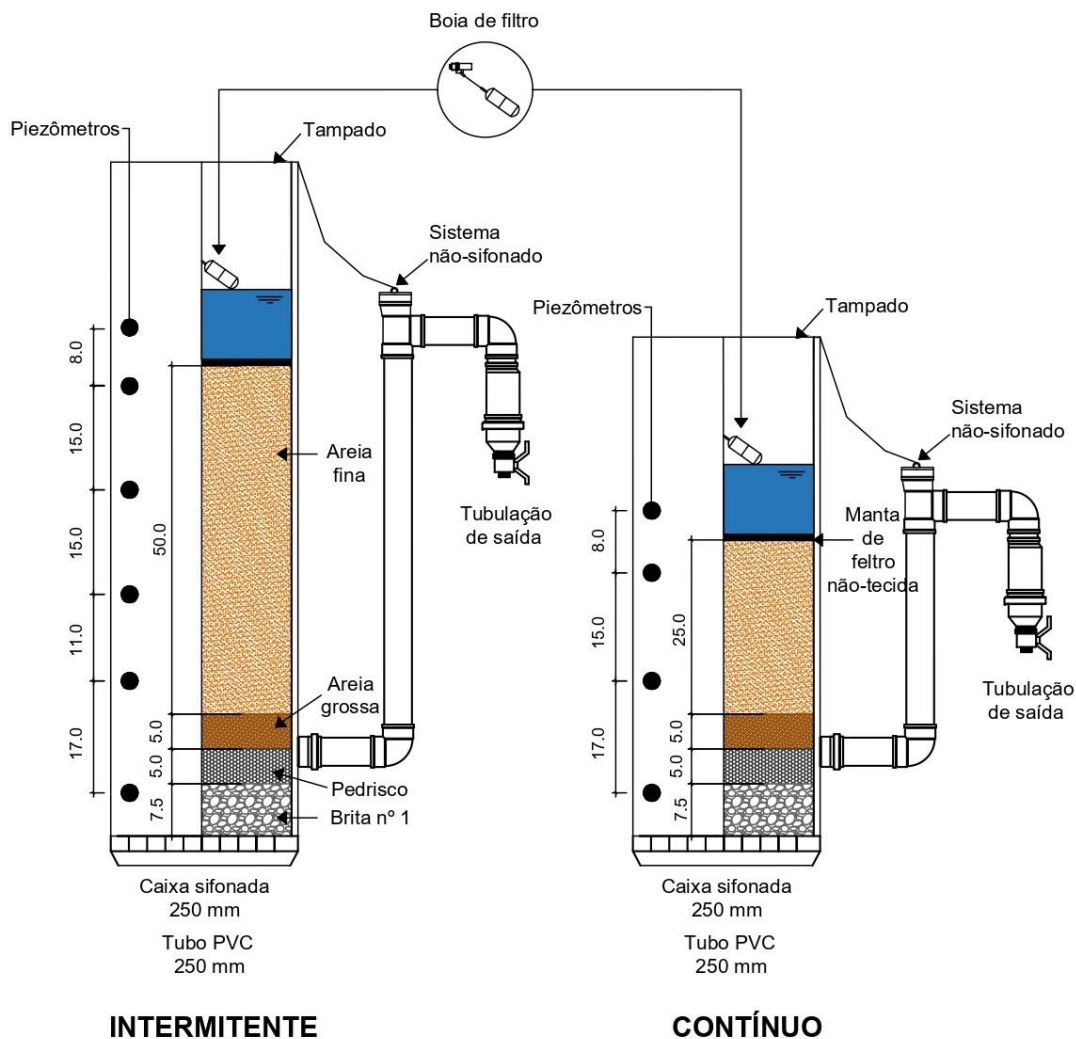 Boia de filtro
Piezômetros
Tampado
Sistema
não-sifonado
8.0
15.0
15.0
11.0
17.0
50.0
5.0
5.0
7.5
Areia
fina
Areia
grossa
Pedrisco
Brita nº 1
Tubulação
de saída
Caixa sifonada
250 mm
Tubo PVC
250 mm
INTERMITENTE
Piezômetros
Tampado
Sistema
não-sifonado
8.0
15.0
17.0
25.0
5.0
5.0
7.5
Manta
de
feltro
não-tecida
Tubulação
de saída
Caixa sifonada
250 mm
Tubo PVC
250 mm
CONTÍNUO